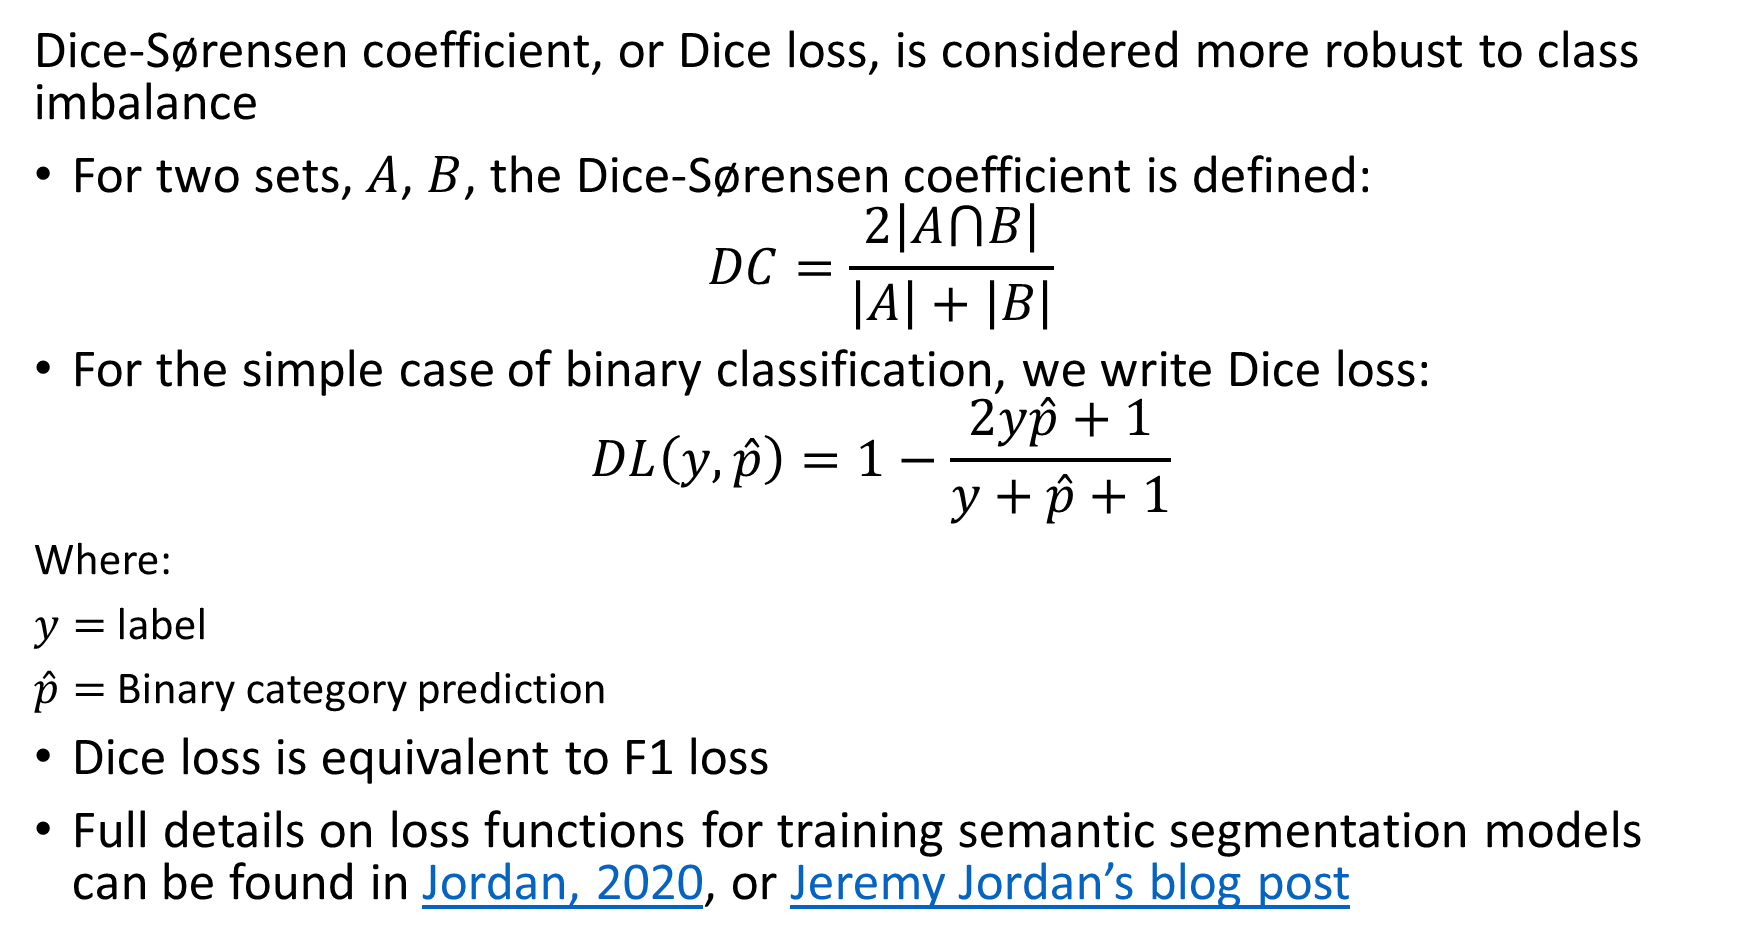 Dice-Sørensen coefficient, or Dice loss, is considered more robust to class
imbalance
• For two sets, A, B, the Dice-Sørensen coefficient is defined:
DC = 2|A∩B| / |A| + |B|
• For the simple case of binary classification, we write Dice loss:
DL(y, p̂) = 1 − 2yp̂ + 1 / y + p̂ + 1
Where:
y = label
p̂ = Binary category prediction
• Dice loss is equivalent to F1 loss
• Full details on loss functions for training semantic segmentation models
can be found in Jordan, 2020, or Jeremy Jordan’s blog post